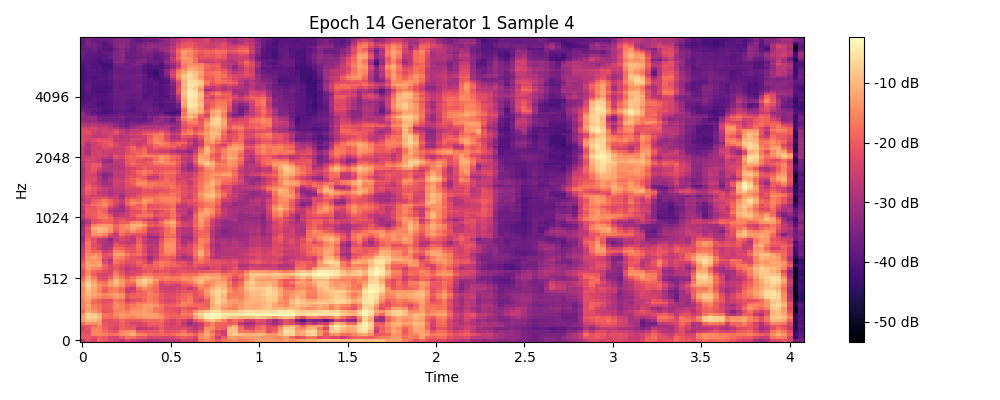 Epoch 14 Generator 1 Sample 4
Hz
4096
2048
1024
512
0
0 0.5 1 1.5 2 2.5 3 3.5 4
Time
-10 dB
-20 dB
-30 dB
-40 dB
-50 dB